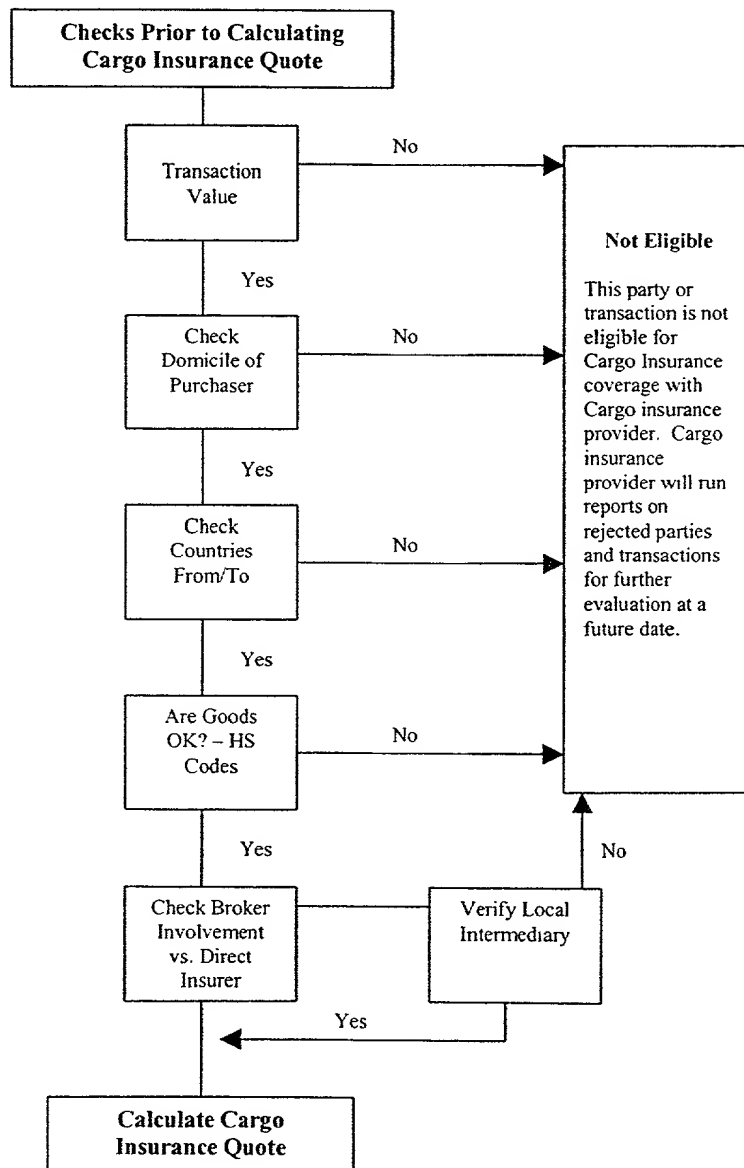 Checks Prior to Calculating
Cargo Insurance Quote
No
Transaction
Value
Yes
Not Eligible
This party or
transaction is not
eligible for
Cargo Insurance
coverage with
Cargo insurance
provider. Cargo
insurance
provider will run
reports on
rejected parties
and transactions
for further
evaluation at a
future date.
Check
Domicile of
Purchaser
No
Yes
Check
Countries
From/To
No
Yes
Are Goods
OK? – HS
Codes
No
Yes
No
Check Broker
Involvement
vs. Direct
Insurer
Verify Local
Intermediary
Yes
Calculate Cargo
Insurance Quote